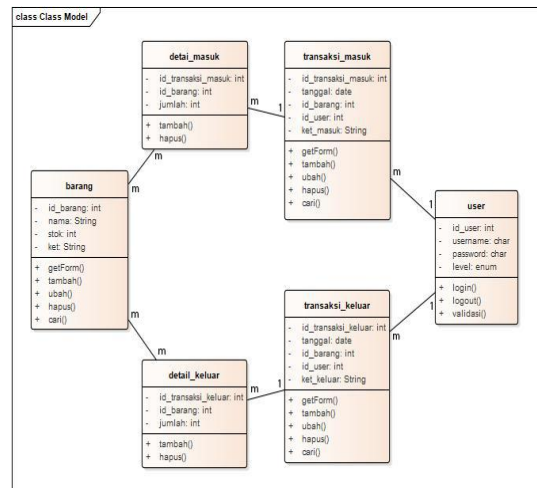 class Class Model
detai_masuk
- id_transaksi_masuk: int
- id_barang: int
- jumlah: int
+ tambah()
+ hapus()
transaksi_masuk
- id_transaksi_masuk: int
- tanggal: date
- id_barang: int
- id_user: int
- ket_masuk: String
+ getForm()
+ tambah()
+ ubah()
+ hapus()
+ cari()
m
1
m
m
barang
- id_barang: int
- nama: String
- stok: int
- ket: String
+ getForm()
+ tambah()
+ ubah()
+ hapus()
+ cari()
m
1
user
- id_user: int
- username: char
- password: char
- level: enum
+ login()
+ logout()
+ validasi()
m
m
detail_keluar
- id_transaksi_keluar: int
- id_barang: int
- jumlah: int
+ tambah()
+ hapus()
transaksi_keluar
- id_transaksi_keluar: int
- tanggal: date
- id_barang: int
- id_user: int
- ket_keluar: String
+ getForm()
+ tambah()
+ ubah()
+ hapus()
+ cari()
m
1
m
1